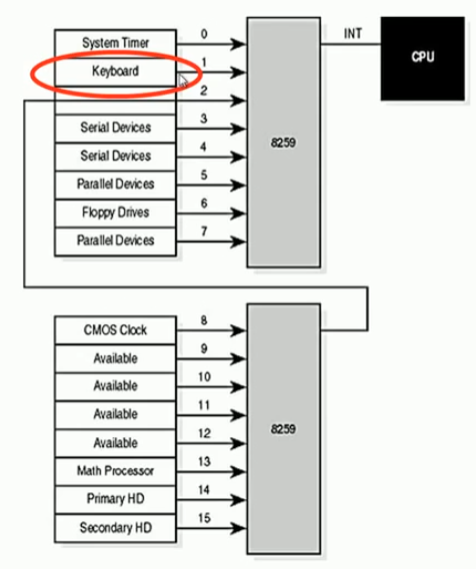 System Timer 0
Keyboard 1
2
Serial Devices 3
Serial Devices 4
Parallel Devices 5
Floppy Drives 6
Parallel Devices 7
8259
INT
CPU
CMOS Clock 8
Available 9
Available 10
Available 11
Available 12
Math Processor 13
Primary HD 14
Secondary HD 15
8259